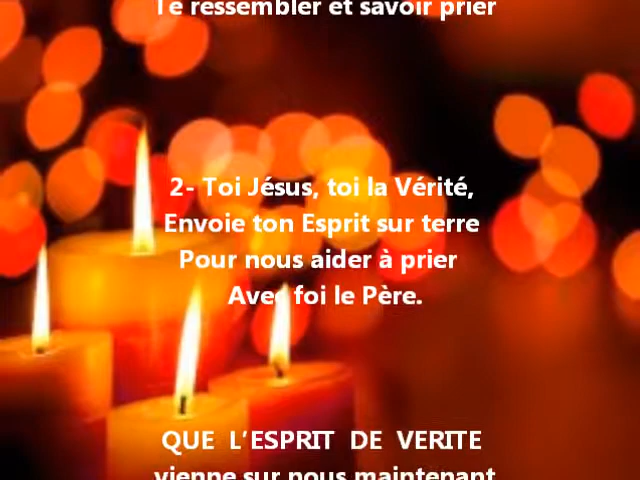 Te ressembler et savoir prier
2- Toi Jésus, toi la Vérité,
Envoie ton Esprit sur terre
Pour nous aider à prier
Avec foi le Père.
QUE L’ESPRIT DE VERITE
vienne sur nous maintenant